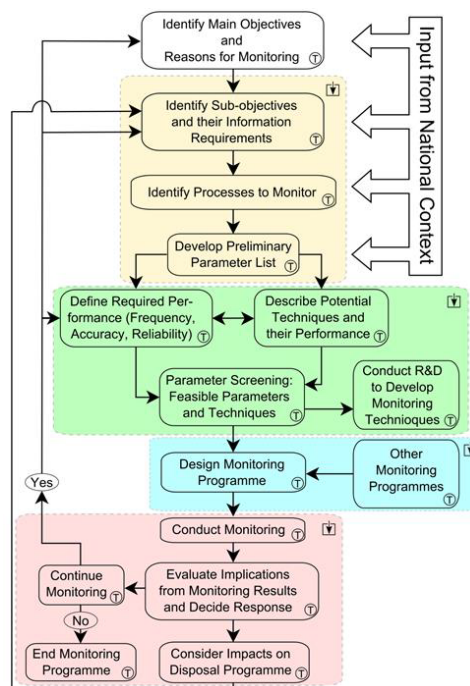 Identify Main Objectives
and
Reasons for Monitoring
T
Input from National Context
Identify Sub-objectives
and their Information
Requirements
T
Identify Processes to Monitor
T
Develop Preliminary
Parameter List
T
Define Required Per-
formance (Frequency,
Accuracy, Reliability)
T
Describe Potential
Techniques and
their Performance
T
Parameter Screening:
Feasible Parameters
and Techniques
T
Conduct R&D
to Develop
Monitoring
Technioques
T
Design Monitoring
Programme
T
Other
Monitoring
Programmes
T
Yes
Conduct Monitoring
T
Continue
Monitoring
T
Evaluate Implications
from Monitoring Results
and Decide Response
T
No
End Monitoring
Programme
T
Consider Impacts on
Disposal Programme
T